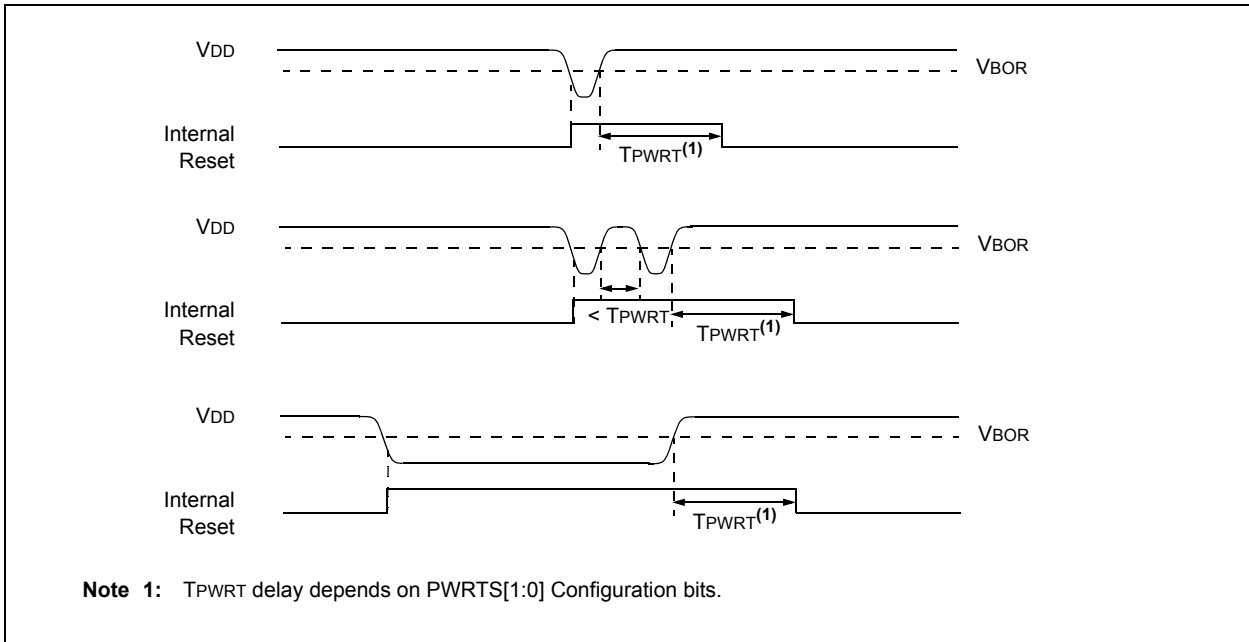 VDD
VBOR
Internal
Reset
TPWRT(1)
VDD
VBOR
Internal
Reset
< TPWRT
TPWRT(1)
VDD
VBOR
Internal
Reset
TPWRT(1)
Note 1: TPWRT delay depends on PWRTS[1:0] Configuration bits.